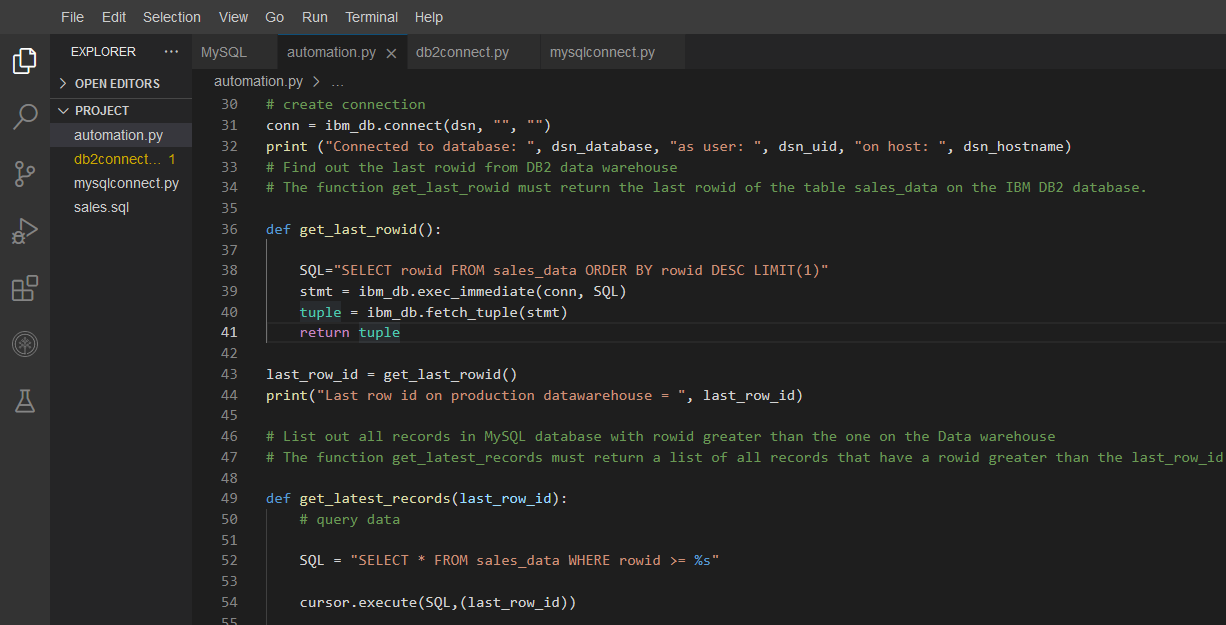 File Edit Selection View Go Run Terminal Help
EXPLORER ...
OPEN EDITORS
PROJECT
automation.py
db2connect... 1
mysqlconnect.py
sales.sql
MySQL automation.py × db2connect.py mysqlconnect.py
automation.py > ...
30 # create connection
31 conn = ibm_db.connect(dsn, "", "")
32 print ("Connected to database: ", dsn_database, "as user: ", dsn_uid, "on host: ", dsn_hostname)
33 # Find out the last rowid from DB2 data warehouse
34 # The function get_last_rowid must return the last rowid of the table sales_data on the IBM DB2 database.
35
36 def get_last_rowid():
37
38 SQL="SELECT rowid FROM sales_data ORDER BY rowid DESC LIMIT(1)"
39 stmt = ibm_db.exec_immediate(conn, SQL)
40 tuple = ibm_db.fetch_tuple(stmt)
41 return tuple
42
43 last_row_id = get_last_rowid()
44 print("Last row id on production datawarehouse = ", last_row_id)
45
46 # List out all records in MySQL database with rowid greater than the one on the Data warehouse
47 # The function get_latest_records must return a list of all records that have a rowid greater than the last_row_id
48
49 def get_latest_records(last_row_id):
50 # query data
51
52 SQL = "SELECT * FROM sales_data WHERE rowid >= %s"
53
54 cursor.execute(SQL,(last_row_id))
55